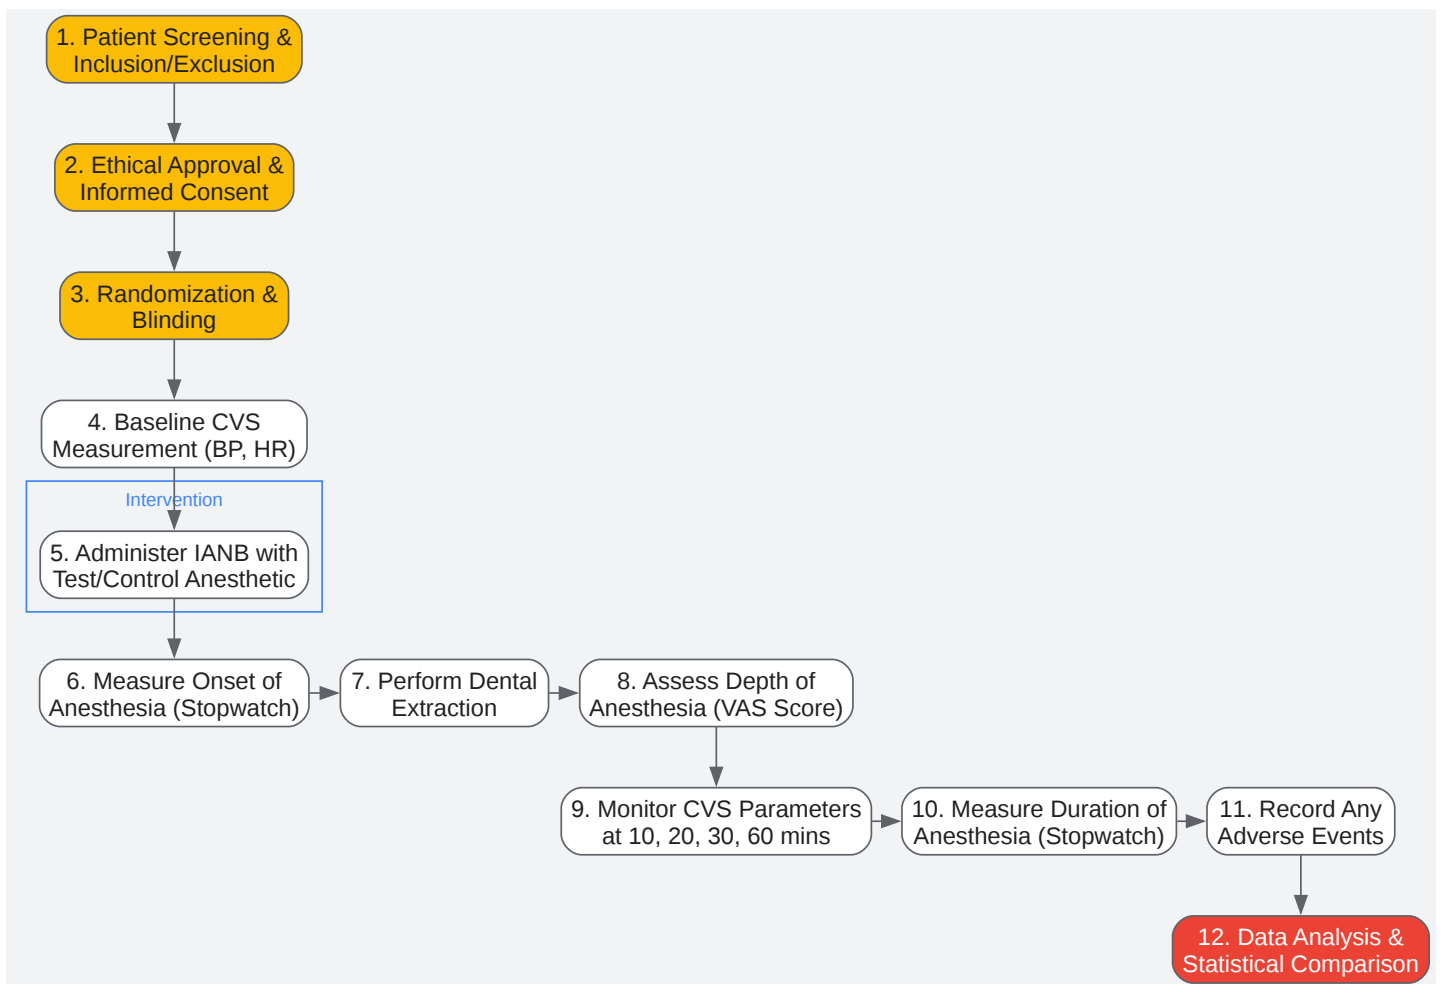 1. Patient Screening &
Inclusion/Exclusion
2. Ethical Approval &
Informed Consent
3. Randomization &
Blinding
4. Baseline CVS
Measurement (BP, HR)
Intervention
5. Administer IANB with
Test/Control Anesthetic
6. Measure Onset of
Anesthesia (Stopwatch)
7. Perform Dental
Extraction
8. Assess Depth of
Anesthesia (VAS Score)
9. Monitor CVS Parameters
at 10, 20, 30, 60 mins
10. Measure Duration of
Anesthesia (Stopwatch)
11. Record Any
Adverse Events
12. Data Analysis &
Statistical Comparison